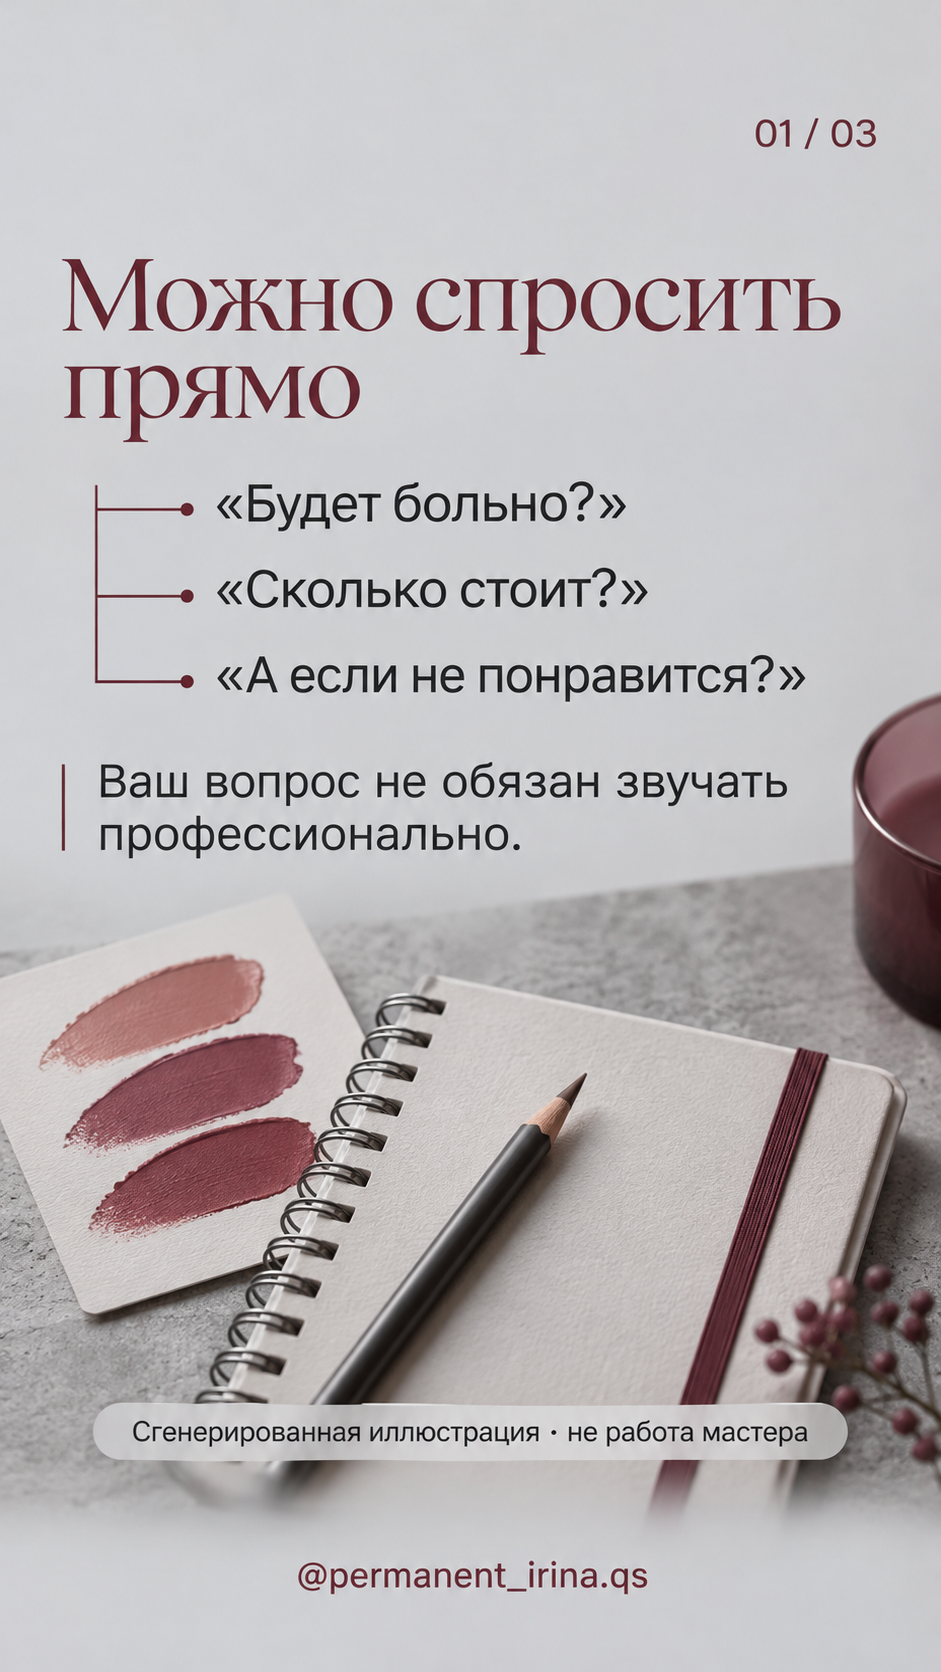 01 / 03
Можно спросить
прямо
«Будет больно?»
«Сколько стоит?»
«А если не понравится?»
Ваш вопрос не обязан звучать
профессионально.
Сгенерированная иллюстрация • не работа мастера
@permanent_irina.qs